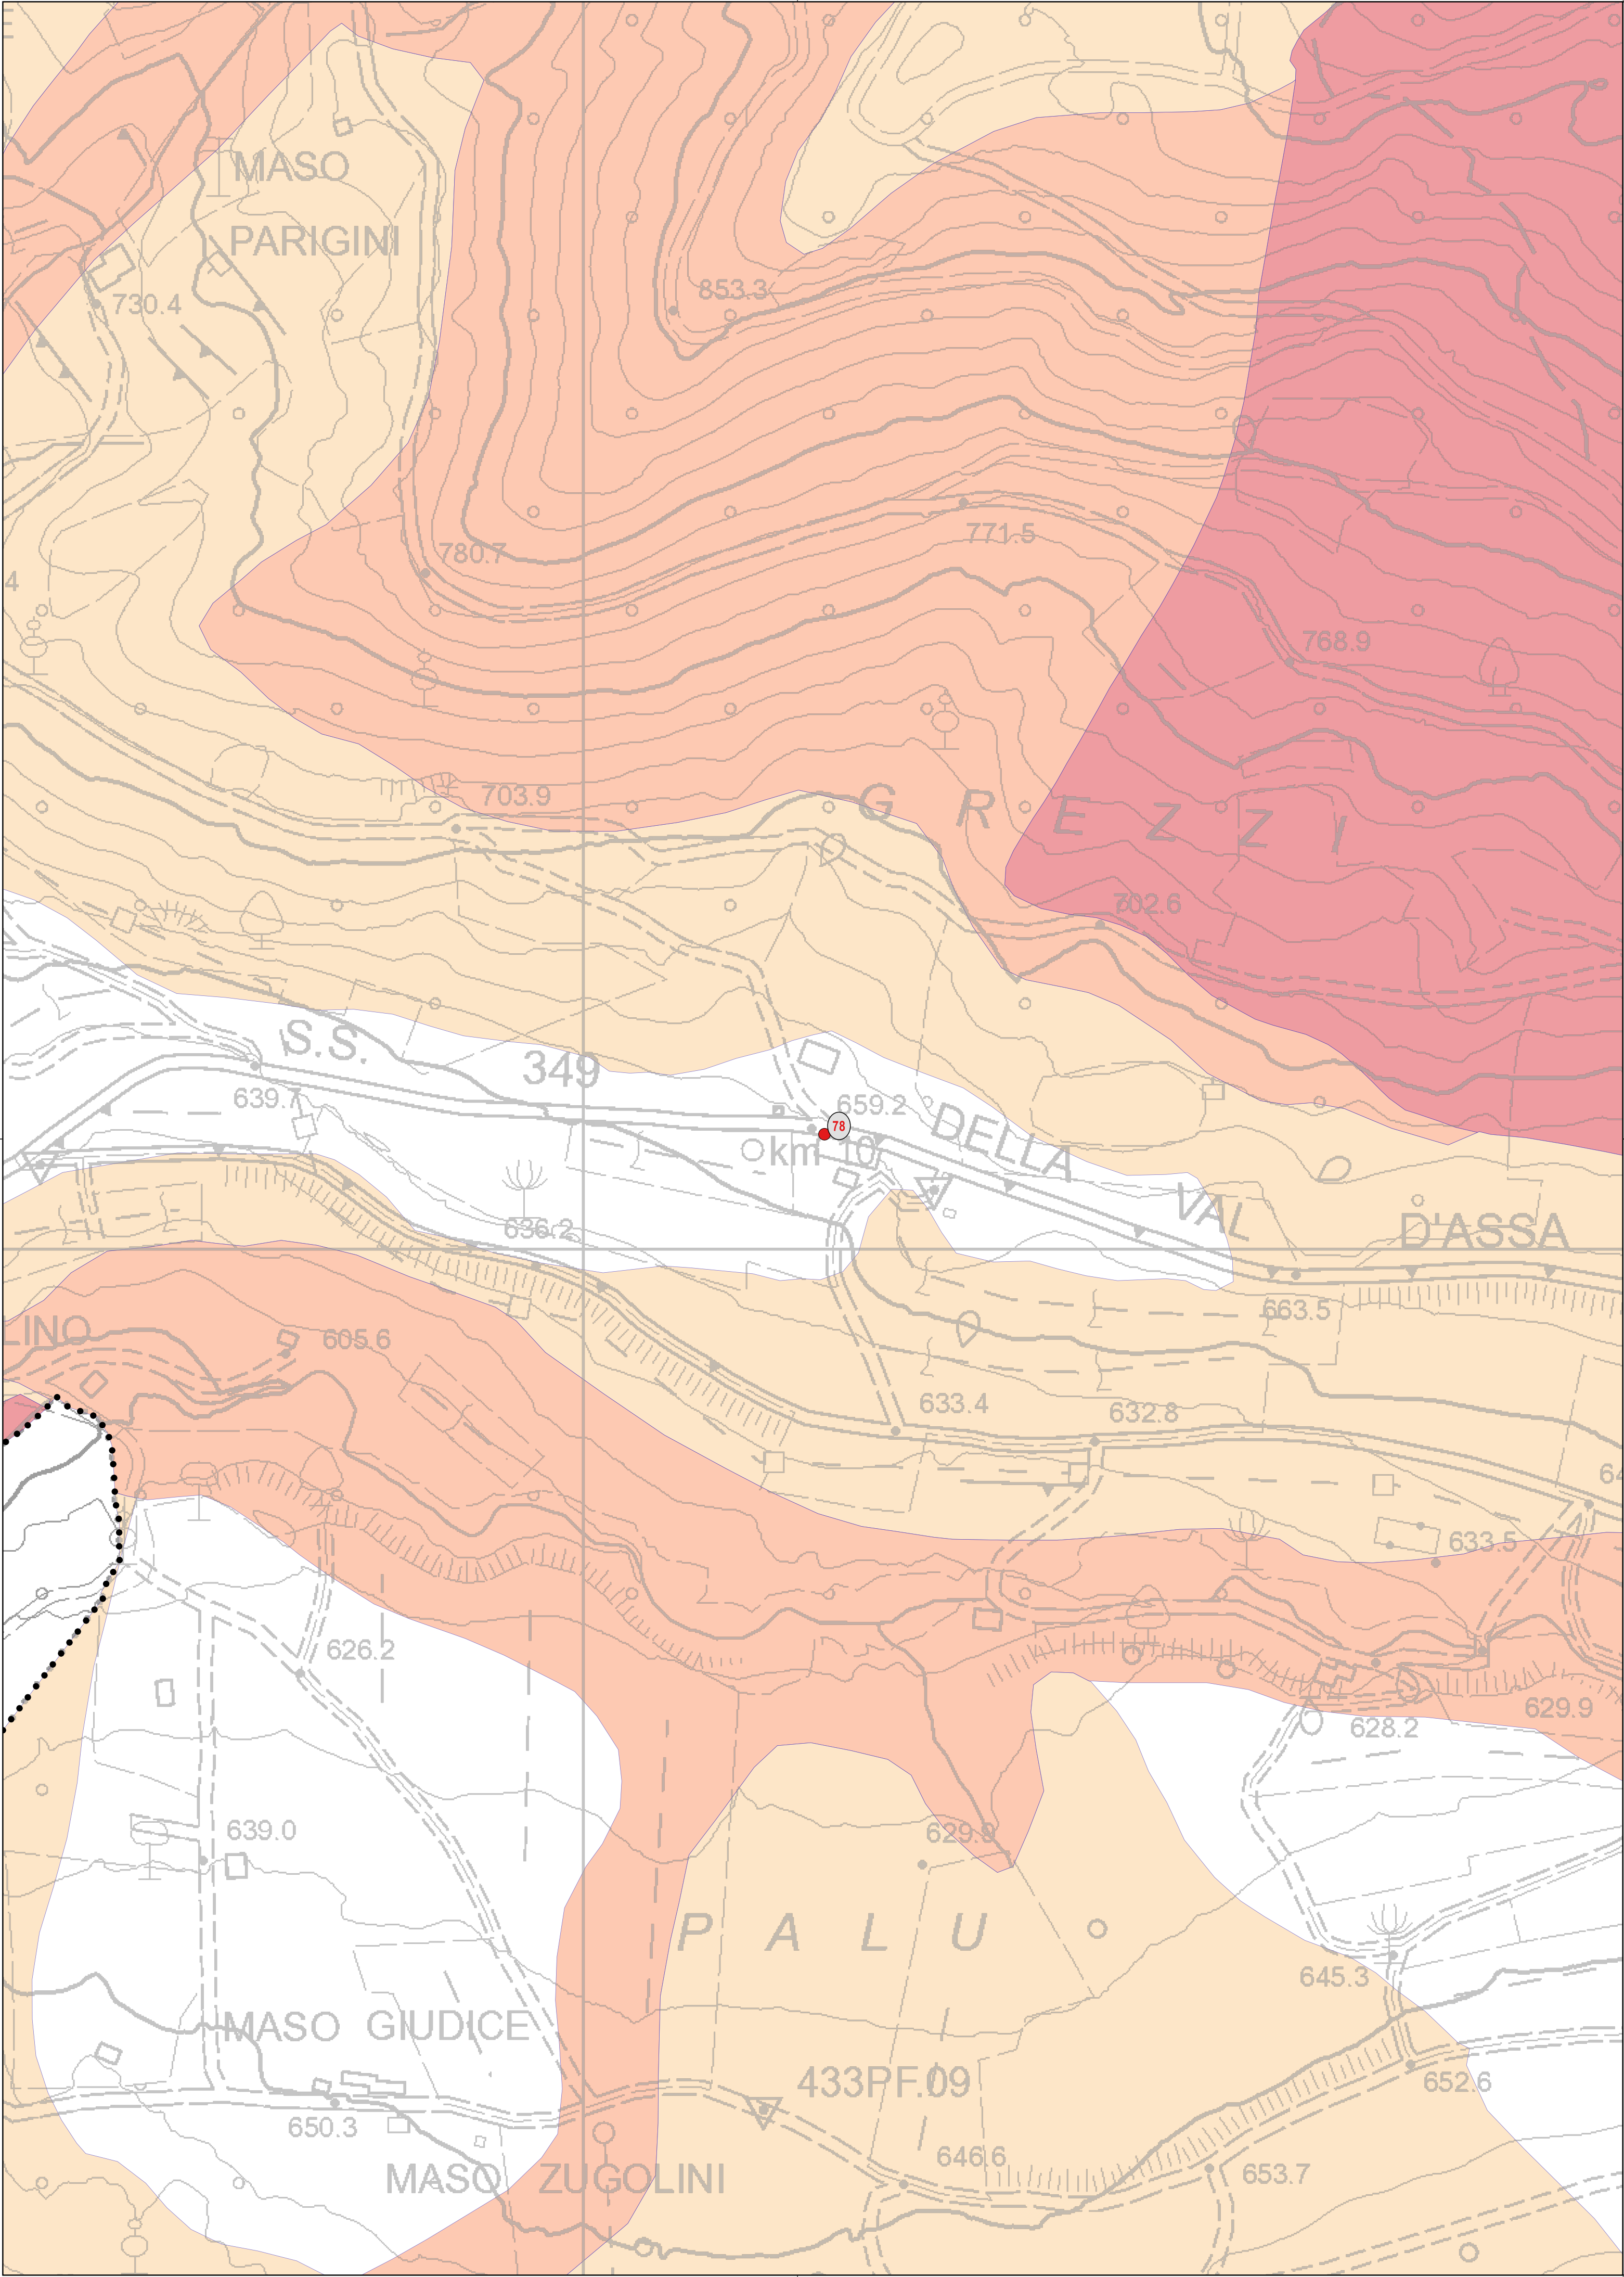 MASO
PARIGINI
730.4
853.3
780.7
771.5
4
768.9
703.9
G R E Z Z I
702.6
S.S. 349 DELLA VAL D'ASSA
639.7
659.2
78
km 10
636.2
663.5
LINO
605.6
633.4
632.8
64
633.5
626.2
629.9
628.2
639.0
629.9
P A L U
645.3
MASO GIUDICE
433PF.09
652.6
650.3
646.6
653.7
MASO ZUGOLINI